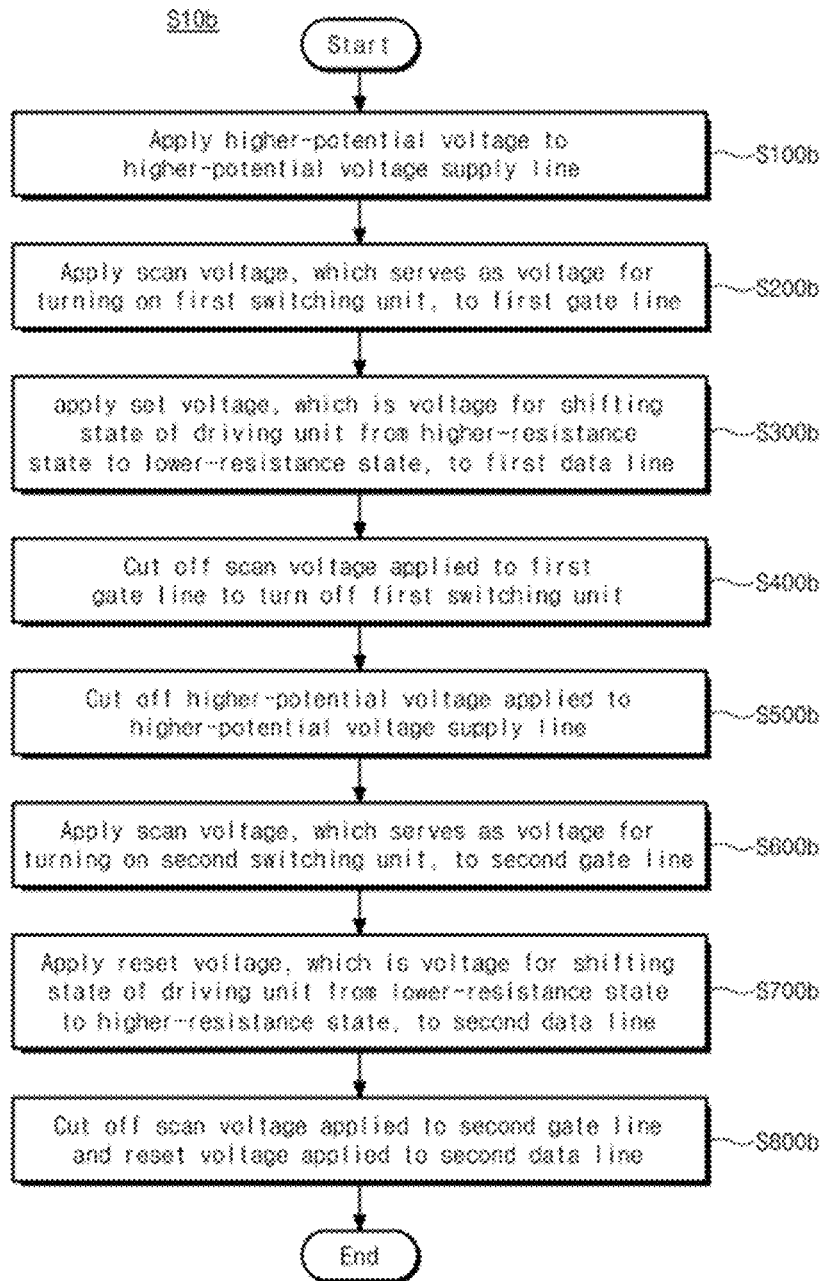 S10b
Start
Apply higher-potential voltage to
higher-potential voltage supply line
S100b
Apply scan voltage, which serves as voltage for
turning on first switching unit, to first gate line
S200b
apply set voltage, which is voltage for shifting
state of driving unit from higher-resistance
state to lower-resistance state, to first data line
S300b
Cut off scan voltage applied to first
gate line to turn off first switching unit
S400b
Cut off higher-potential voltage applied to
higher-potential voltage supply line
S500b
Apply scan voltage, which serves as voltage for
turning on second switching unit, to second gate line
S600b
Apply reset voltage, which is voltage for shifting
state of driving unit from lower-resistance state
to higher-resistance state, to second data line
S700b
Cut off scan voltage applied to second gate line
and reset voltage applied to second data line
S800b
End